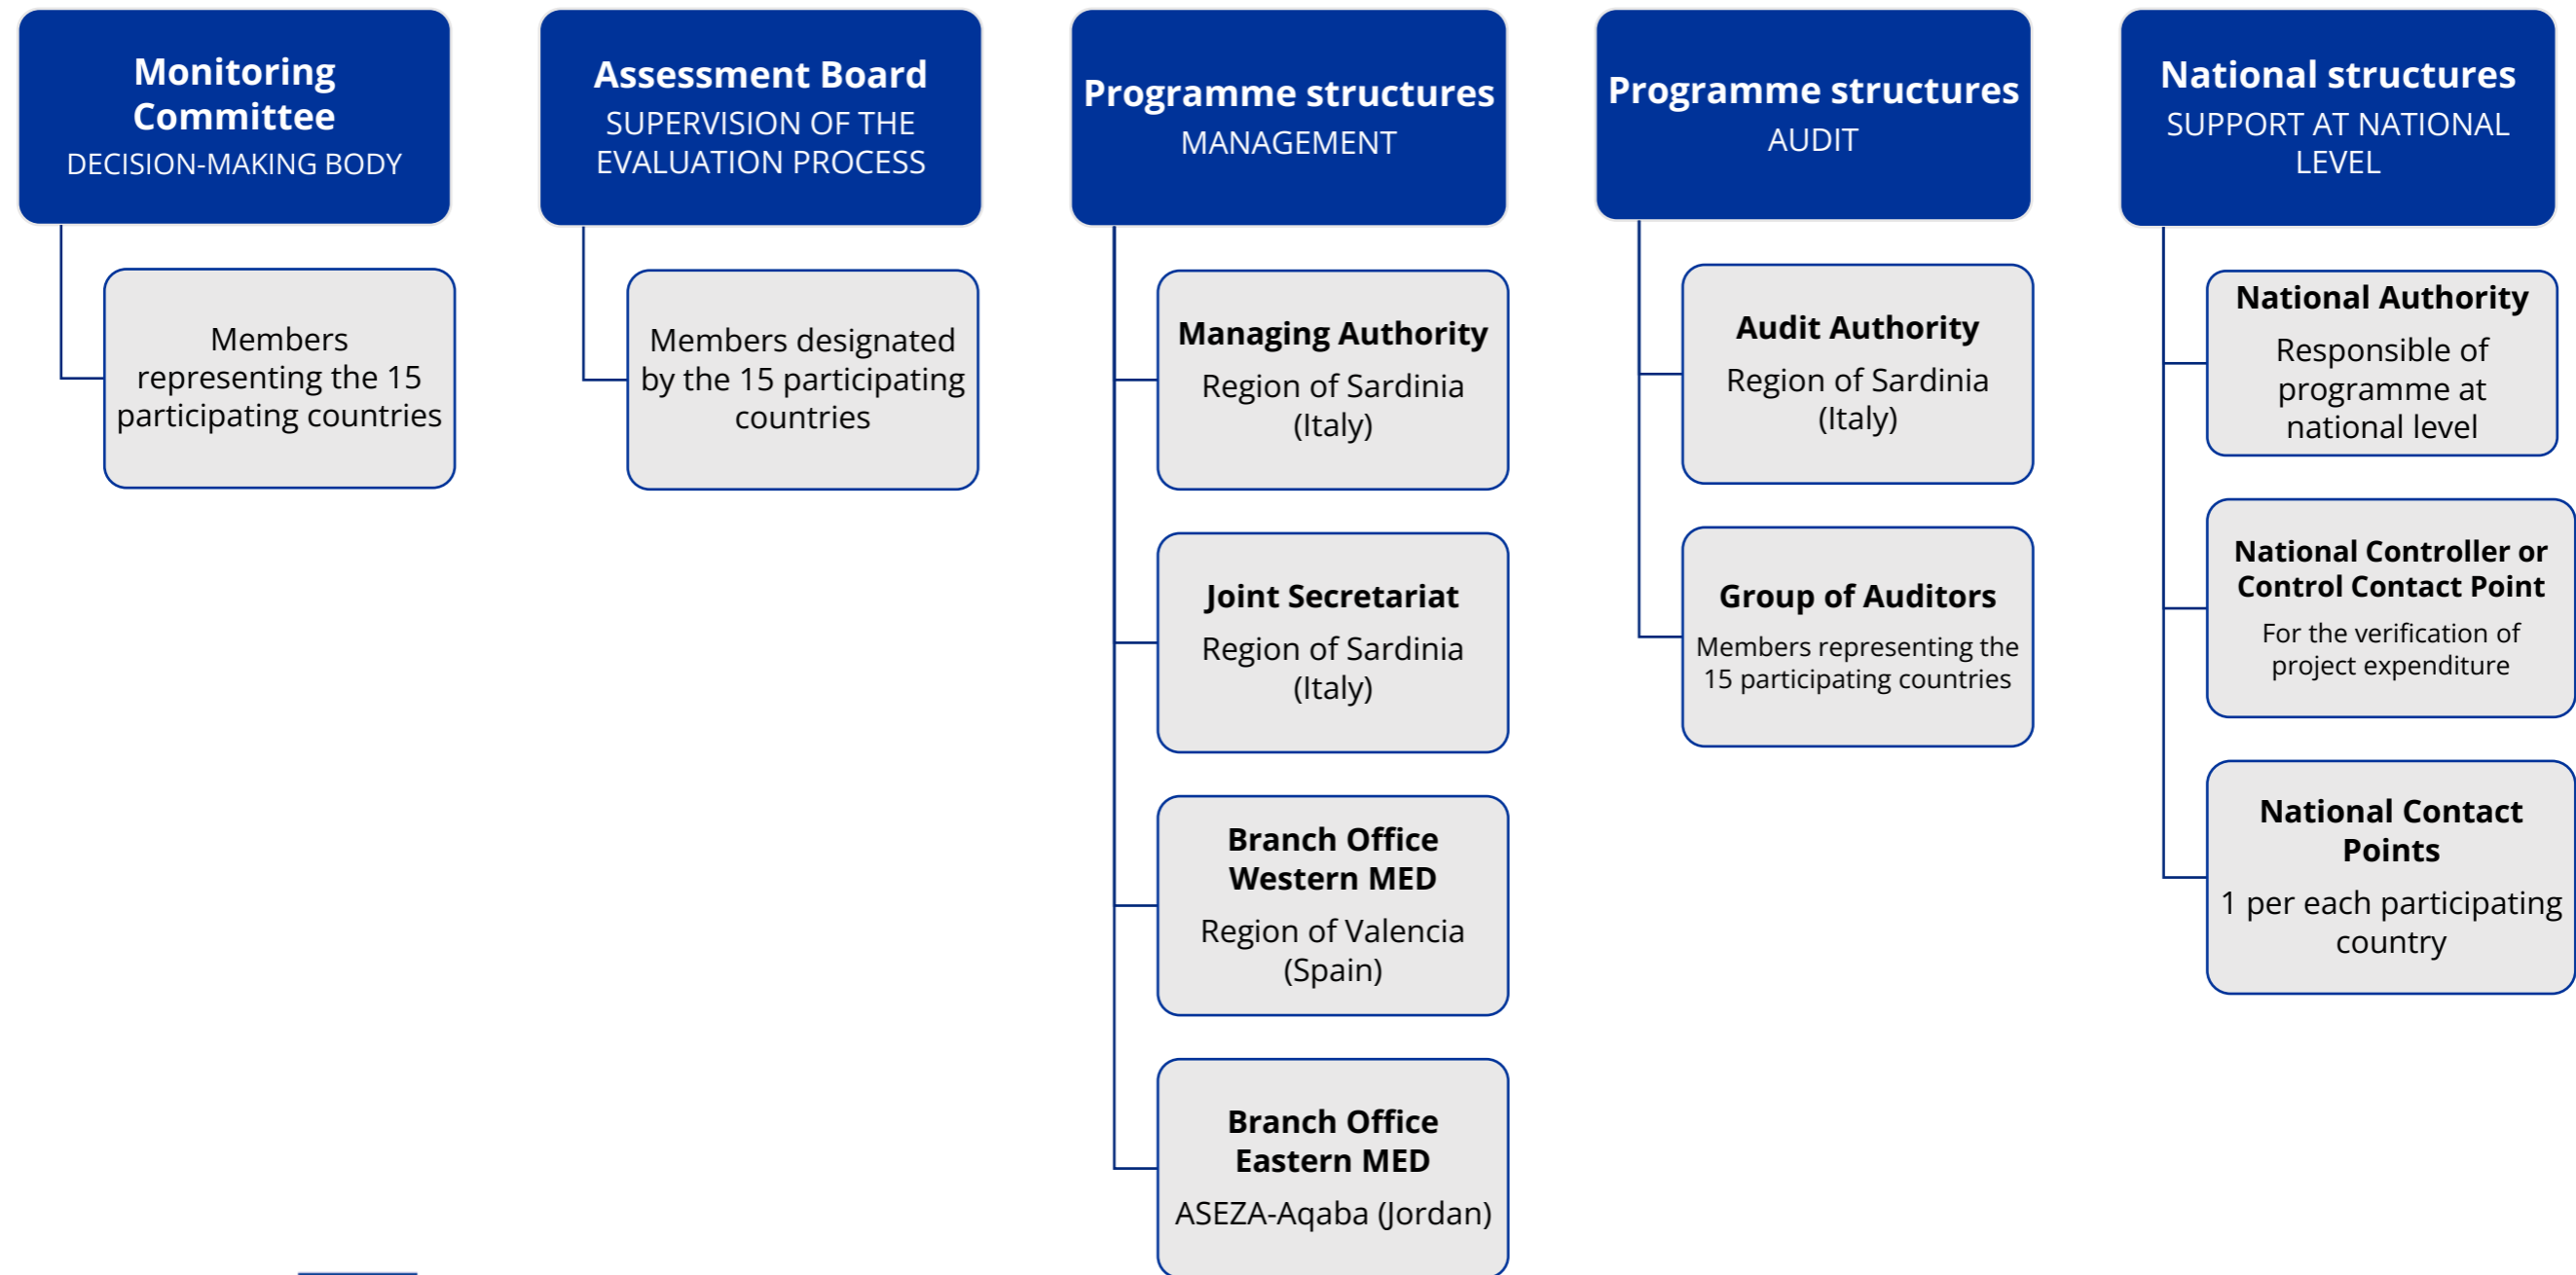 Monitoring
Committee
DECISION-MAKING BODY
Members
representing the 15
participating countries
Assessment Board
SUPERVISION OF THE
EVALUATION PROCESS
Members designated
by the 15 participating
countries
Programme structures
MANAGEMENT
Managing Authority
Region of Sardinia
(Italy)
Joint Secretariat
Region of Sardinia
(Italy)
Branch Office
Western MED
Region of Valencia
(Spain)
Branch Office
Eastern MED
ASEZA-Aqaba (Jordan)
Programme structures
AUDIT
Audit Authority
Region of Sardinia
(Italy)
Group of Auditors
Members representing the
15 participating countries
National structures
SUPPORT AT NATIONAL
LEVEL
National Authority
Responsible of
programme at
national level
National Controller or
Control Contact Point
For the verification of
project expenditure
National Contact
Points
1 per each participating
country